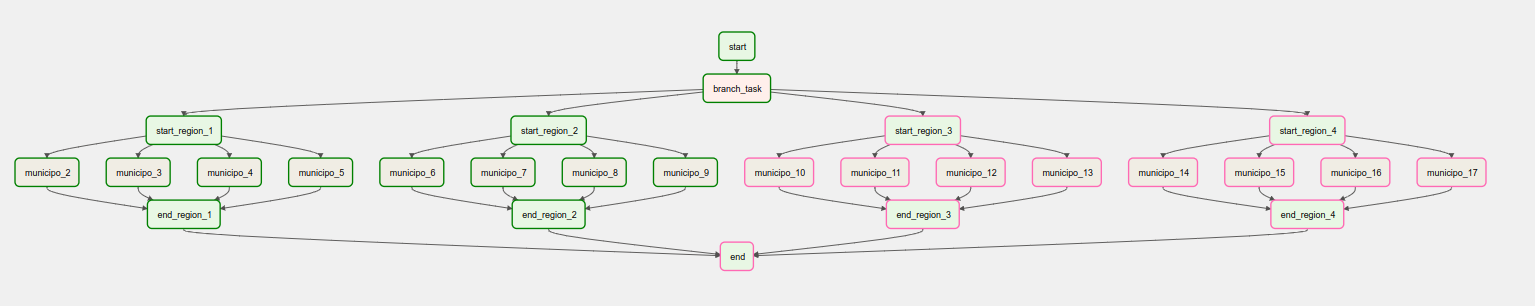 start
branch_task
start_region_1
start_region_2
start_region_3
start_region_4
municipo_2
municipo_3
municipo_4
municipo_5
municipo_6
municipo_7
municipo_8
municipo_9
municipo_10
municipo_11
municipo_12
municipo_13
municipo_14
municipo_15
municipo_16
municipo_17
end_region_1
end_region_2
end_region_3
end_region_4
end